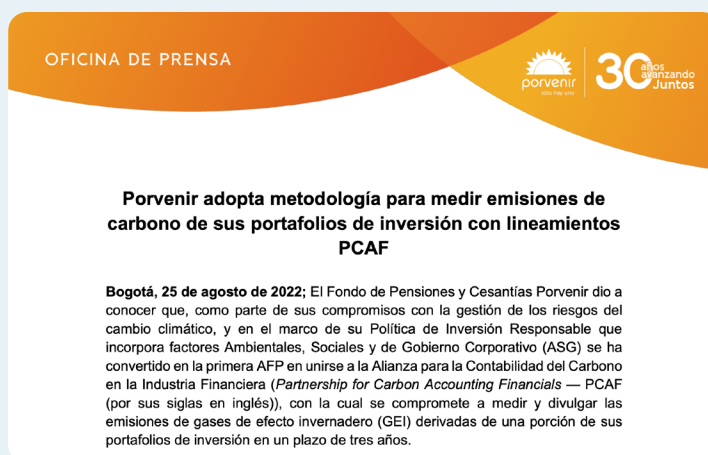 OFICINA DE PRENSA
porvenir
sólo hay uno
30 años
avanzando
Juntos
Porvenir adopta metodología para medir emisiones de
carbono de sus portafolios de inversión con lineamientos
PCAF
Bogotá, 25 de agosto de 2022; El Fondo de Pensiones y Cesantías Porvenir dio a
conocer que, como parte de sus compromisos con la gestión de los riesgos del
cambio climático, y en el marco de su Política de Inversión Responsable que
incorpora factores Ambientales, Sociales y de Gobierno Corporativo (ASG) se ha
convertido en la primera AFP en unirse a la Alianza para la Contabilidad del Carbono
en la Industria Financiera (Partnership for Carbon Accounting Financials — PCAF
(por sus siglas en inglés)), con la cual se compromete a medir y divulgar las
emisiones de gases de efecto invernadero (GEI) derivadas de una porción de sus
portafolios de inversión en un plazo de tres años.